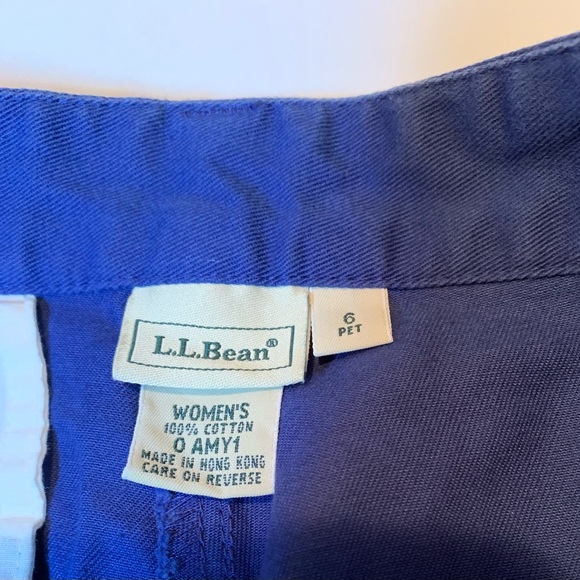 L.L.Bean®
6
PET
WOMEN'S
100% COTTON
0 AMY1
MADE IN HONG KONG
CARE ON REVERSE